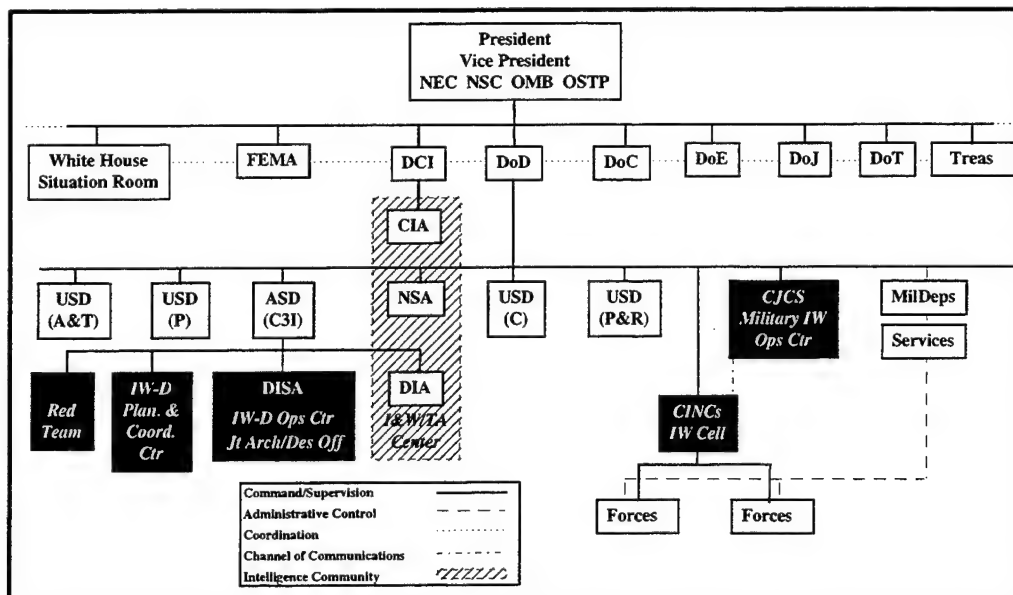 President
Vice President
NEC NSC OMB OSTP
White House
Situation Room
FEMA
DCI
DoD
DoC
DoE
DoJ
DoT
Treas
CIA
USD
(A&T)
USD
(P)
ASD
(C3I)
NSA
USD
(C)
USD
(P&R)
CJCS
Military IW
Ops Ctr
MilDeps
Services
Red
Team
IW-D
Plan. &
Coord.
Ctr
DISA
IW-D Ops Ctr
Jt Arch/Des Off
DIA
I&W/TA
Center
CINCs
IW Cell
Forces
Forces
Command/Supervision
Administrative Control
Coordination
Channel of Communications
Intelligence Community